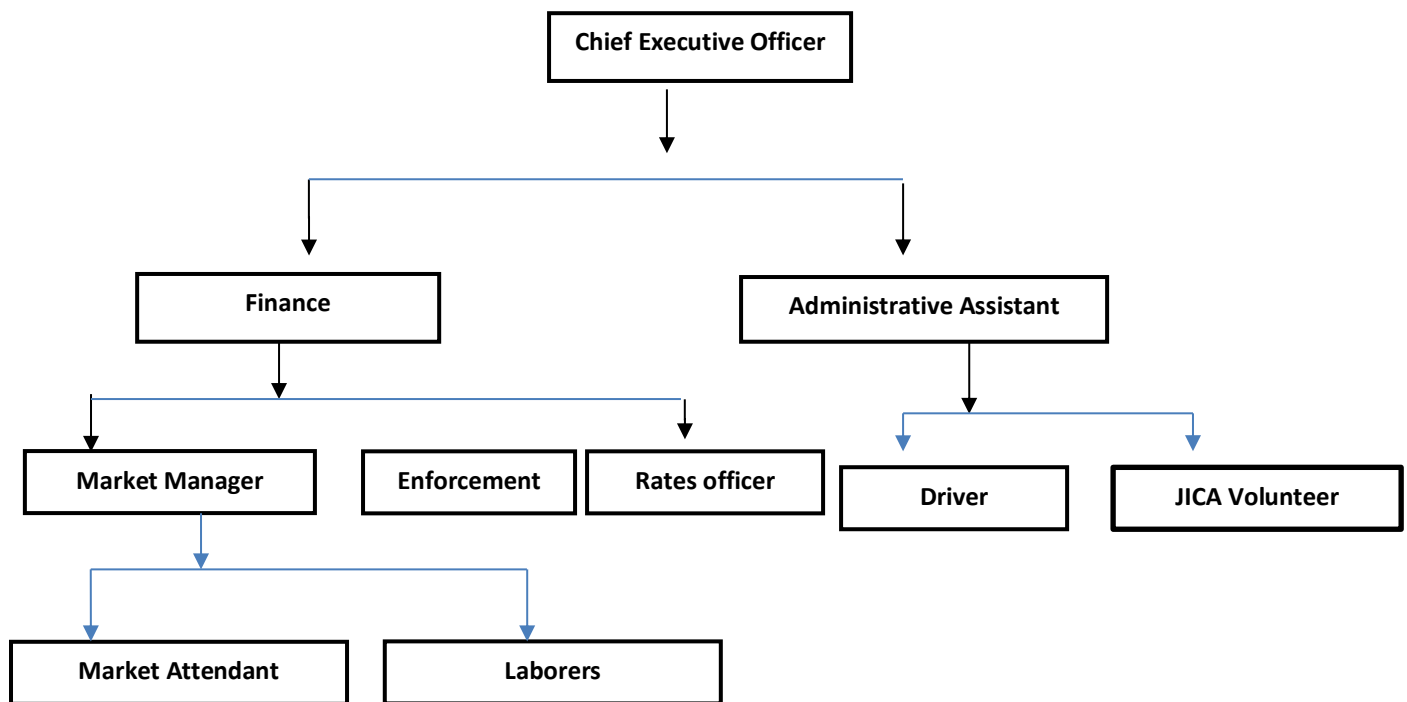 Chief Executive Officer
Finance
Administrative Assistant
Market Manager
Enforcement
Rates officer
Driver
JICA Volunteer
Market Attendant
Laborers